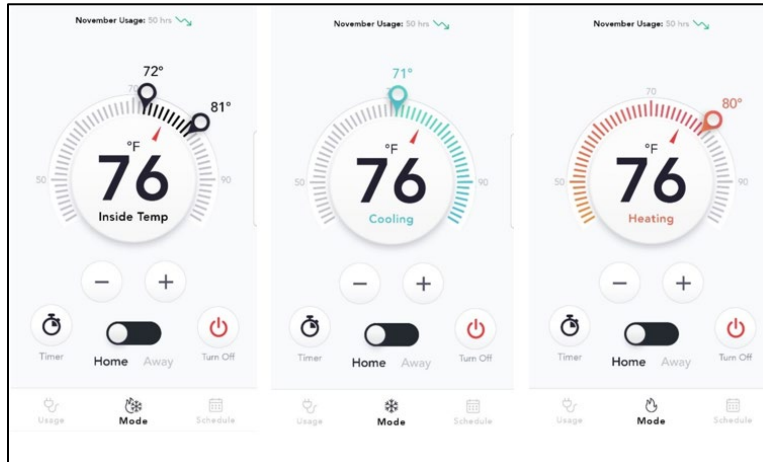 November Usage: 50 hrs
72°
70
81°
°F
76
50
90
Inside Temp
Timer
Home
Away
Turn Off
Usage
Mode
Schedule
November Usage: 50 hrs
71°
°F
76
50
90
Cooling
Timer
Home
Away
Turn Off
Usage
Mode
Schedule
November Usage: 50 hrs
70
80°
°F
76
50
90
Heating
Timer
Home
Away
Turn Off
Usage
Mode
Schedule